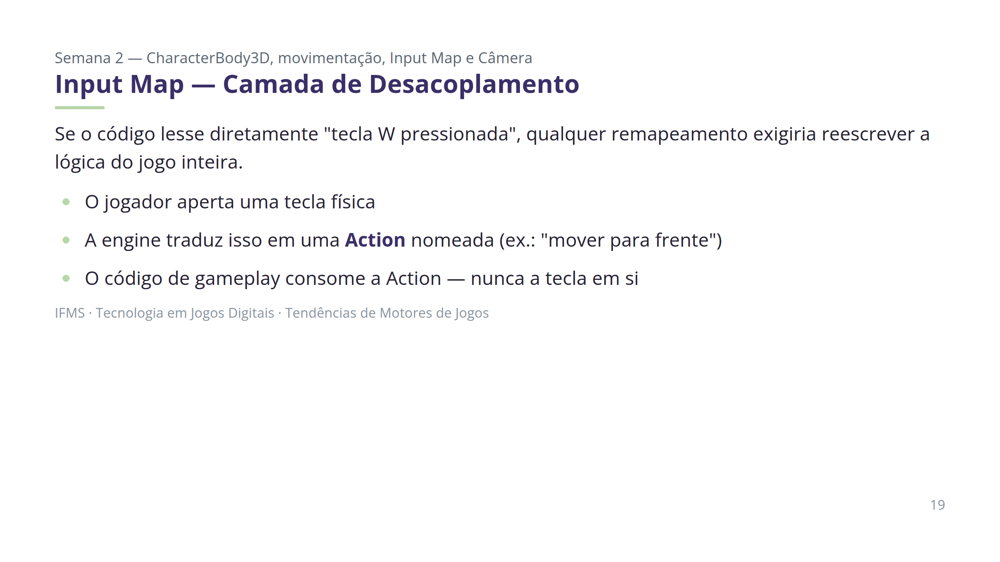 Semana 2 — CharacterBody3D, movimentação, Input Map e Câmera
Input Map — Camada de Desacoplamento
Se o código lesse diretamente "tecla W pressionada", qualquer remapeamento exigiria reescrever a
lógica do jogo inteira.
O jogador aperta uma tecla física
A engine traduz isso em uma Action nomeada (ex.: "mover para frente")
O código de gameplay consome a Action — nunca a tecla em si
IFMS · Tecnologia em Jogos Digitais · Tendências de Motores de Jogos
19